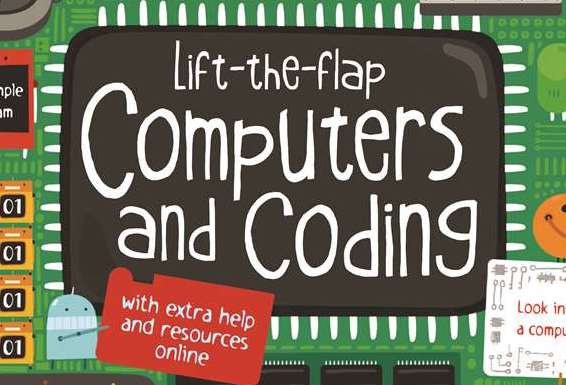 Lift-the-flap
Computers
and Coding
with extra help
and resources
online
01
01
01
01
Look in
a compu